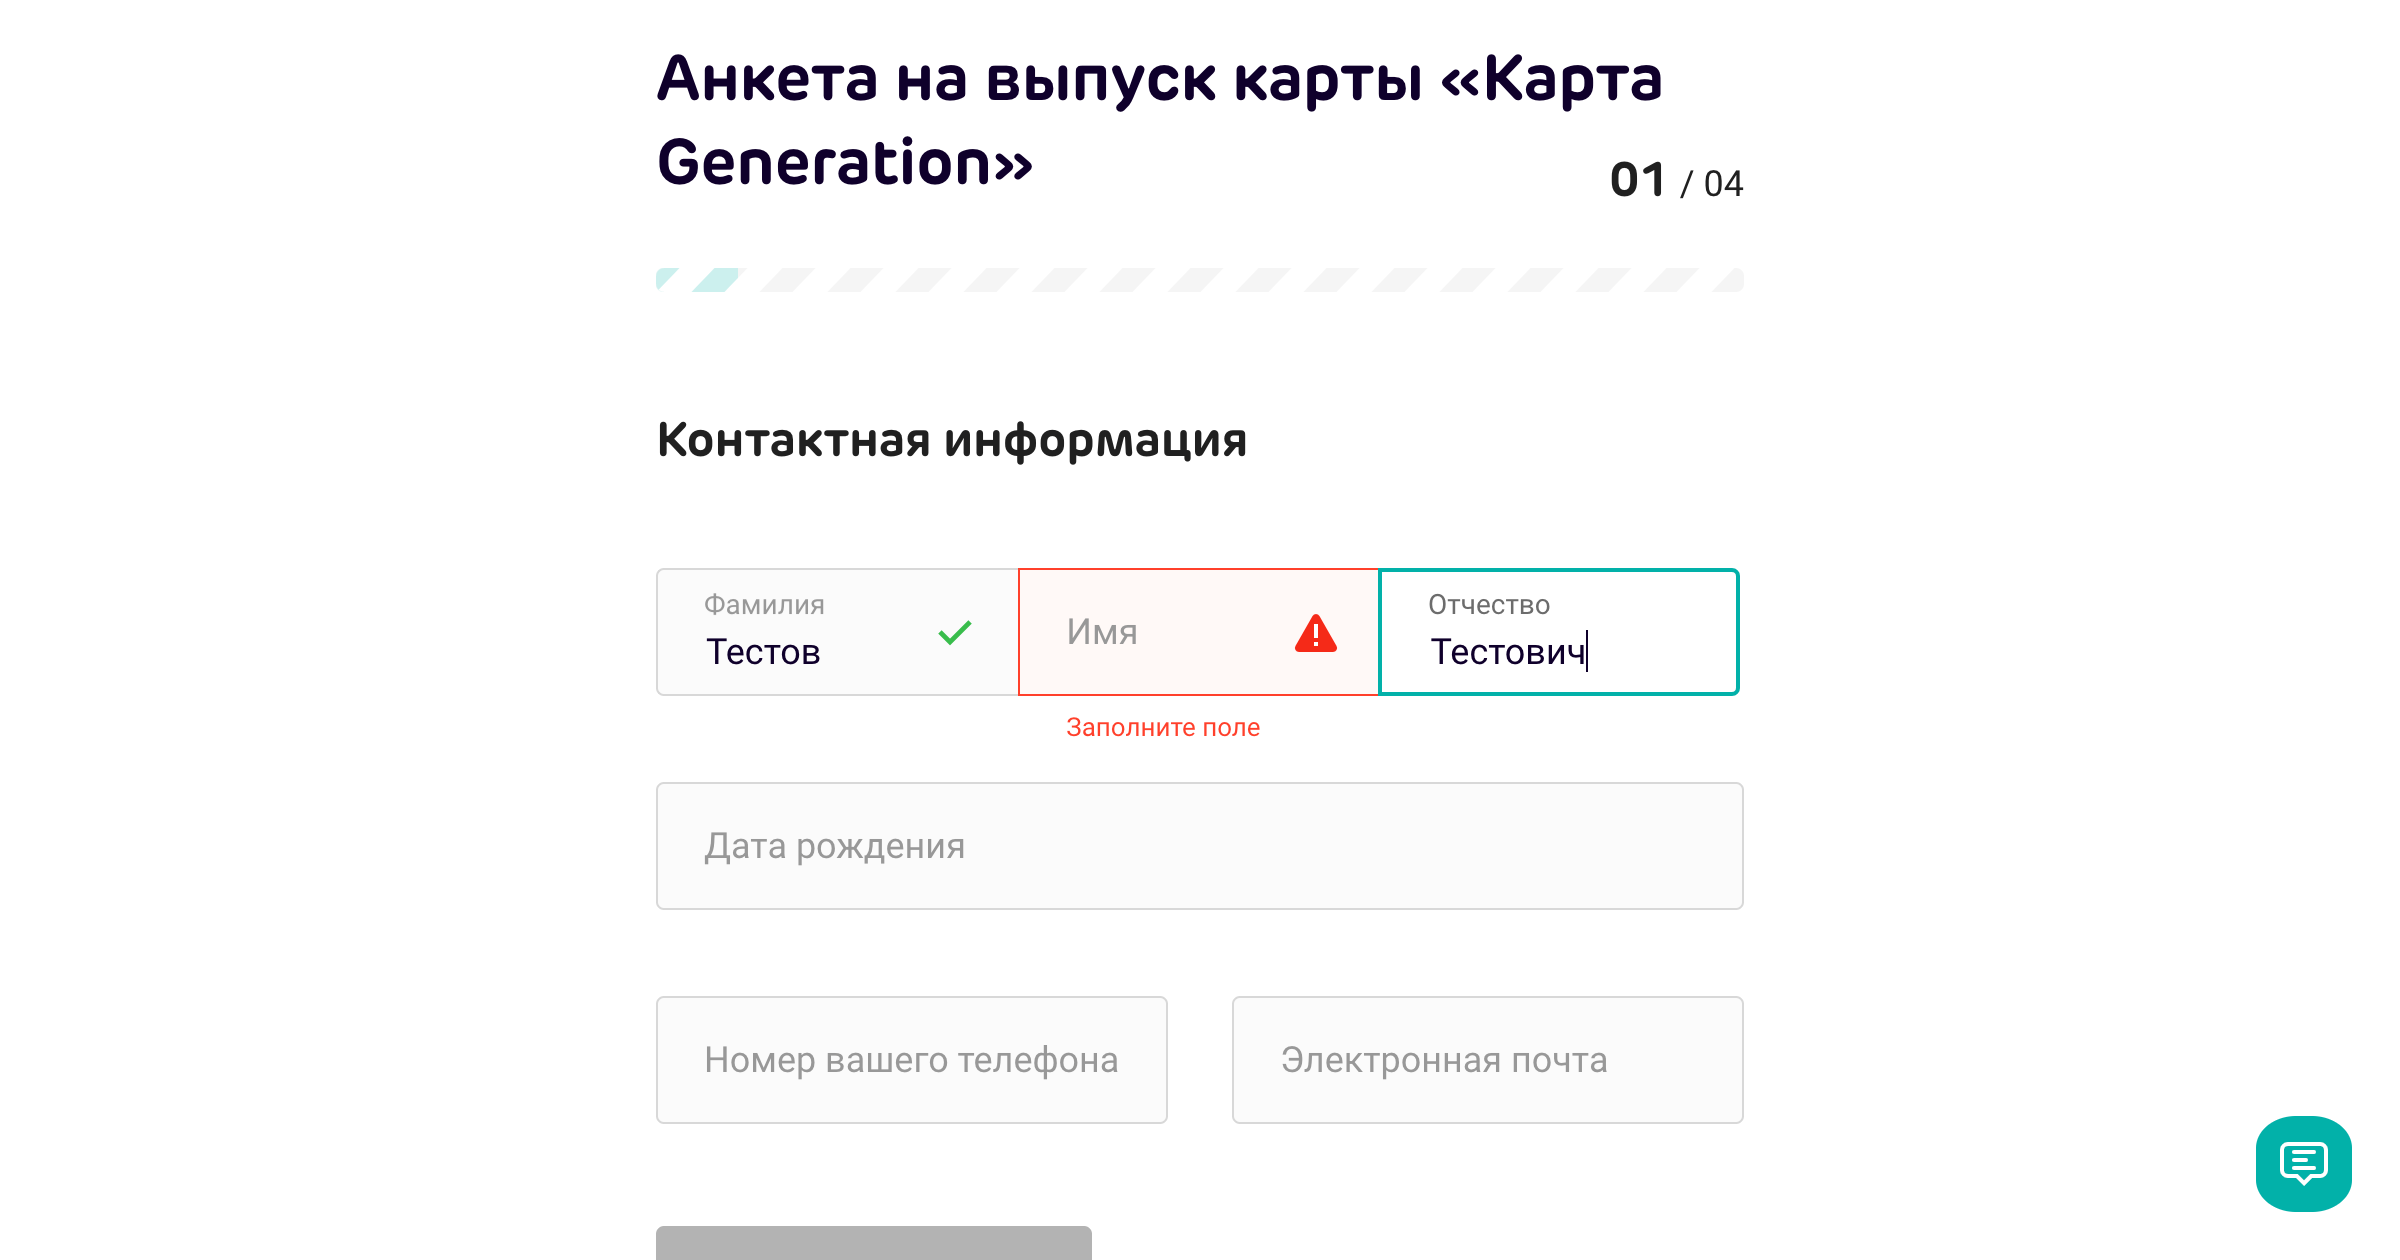 Анкета на выпуск карты «Карта
Generation»
01 / 04
Контактная информация
Фамилия
Тестов
Имя
Отчество
Тестович
Заполните поле
Дата рождения
Номер вашего телефона
Электронная почта